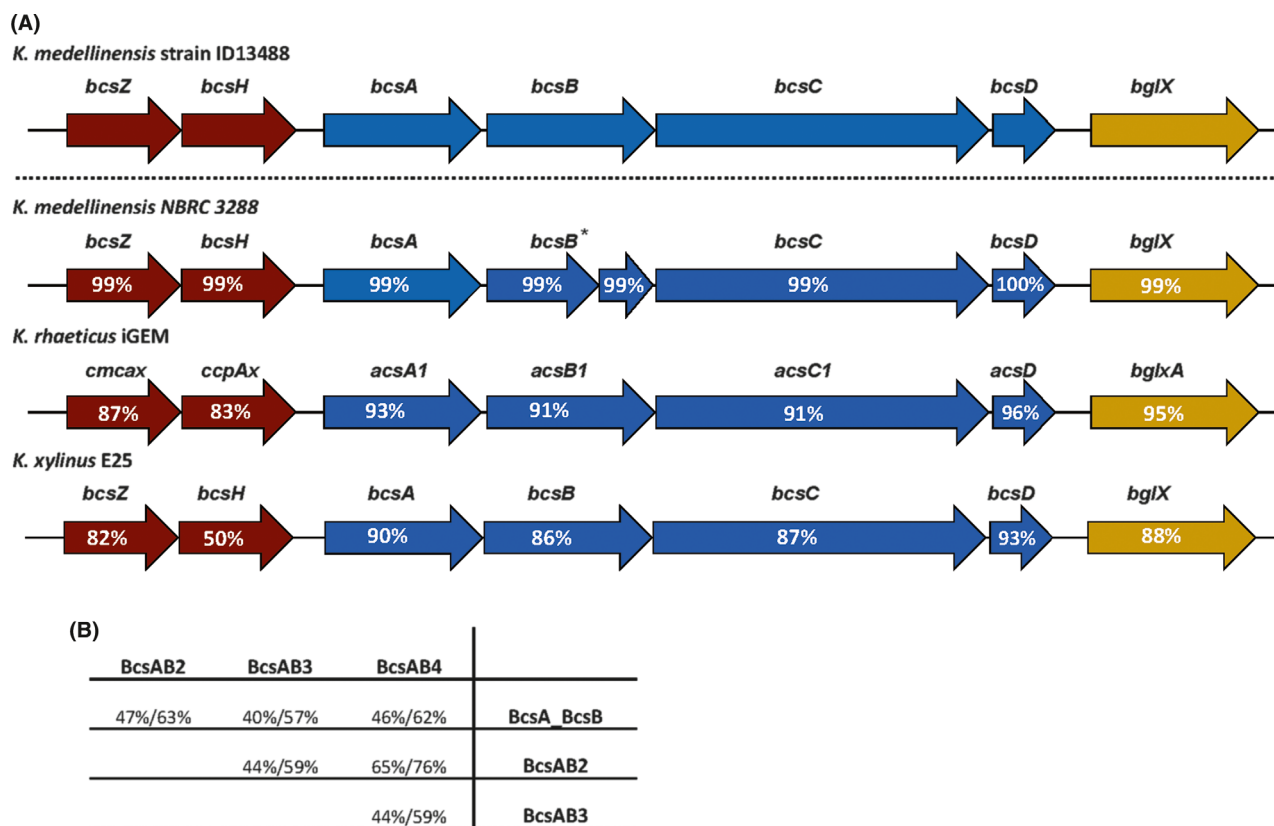 (A)
K. medellinensis strain ID13488
bcsZ bcsH bcsA bcsB bcsC bcsD bglX
K. medellinensis NBRC 3288
bcsZ bcsH bcsA bcsB* bcsC bcsD bglX
99% 99% 99% 99% 99% 99% 100% 99%
K. rhaeticus iGEM
cmcax ccpAx acsA1 acsB1 acsC1 acsD bglxA
87% 83% 93% 91% 91% 96% 95%
K. xylinus E25
bcsZ bcsH bcsA bcsB bcsC bcsD bglX
82% 50% 90% 86% 87% 93% 88%
(B)
BcsAB2 BcsAB3 BcsAB4
47%/63% 40%/57% 46%/62% BcsA_BcsB
44%/59% 65%/76% BcsAB2
44%/59% BcsAB3